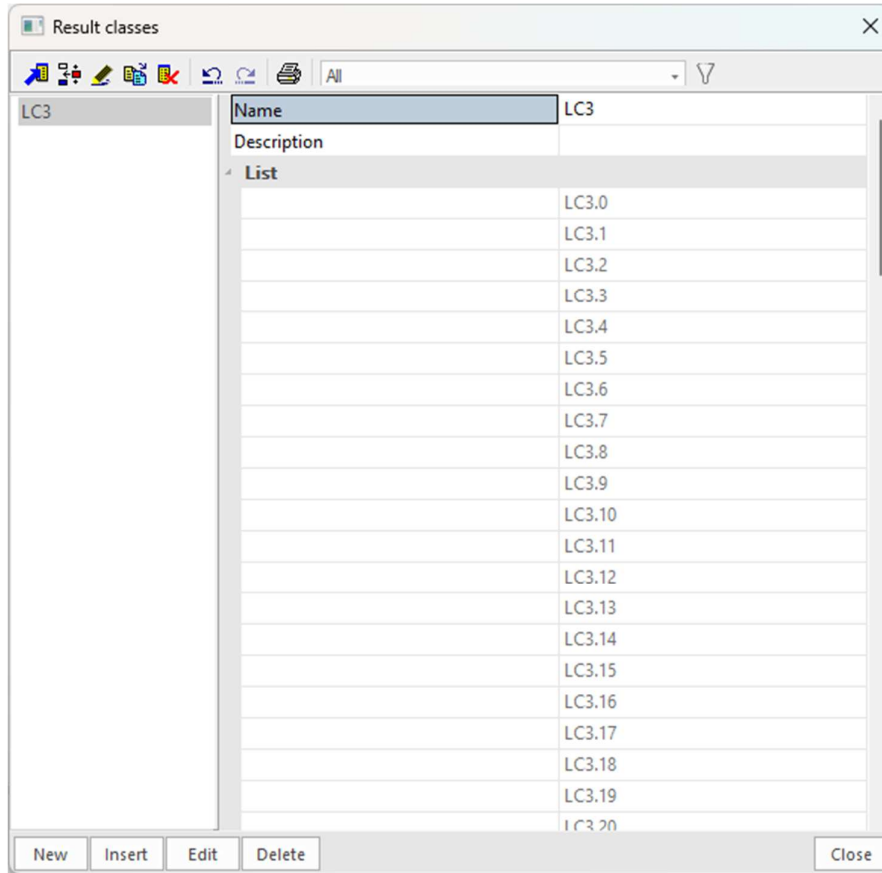 Result classes
All
LC3
Name LC3
Description
List
LC3.0
LC3.1
LC3.2
LC3.3
LC3.4
LC3.5
LC3.6
LC3.7
LC3.8
LC3.9
LC3.10
LC3.11
LC3.12
LC3.13
LC3.14
LC3.15
LC3.16
LC3.17
LC3.18
LC3.19
LC3.20
New Insert Edit Delete Close